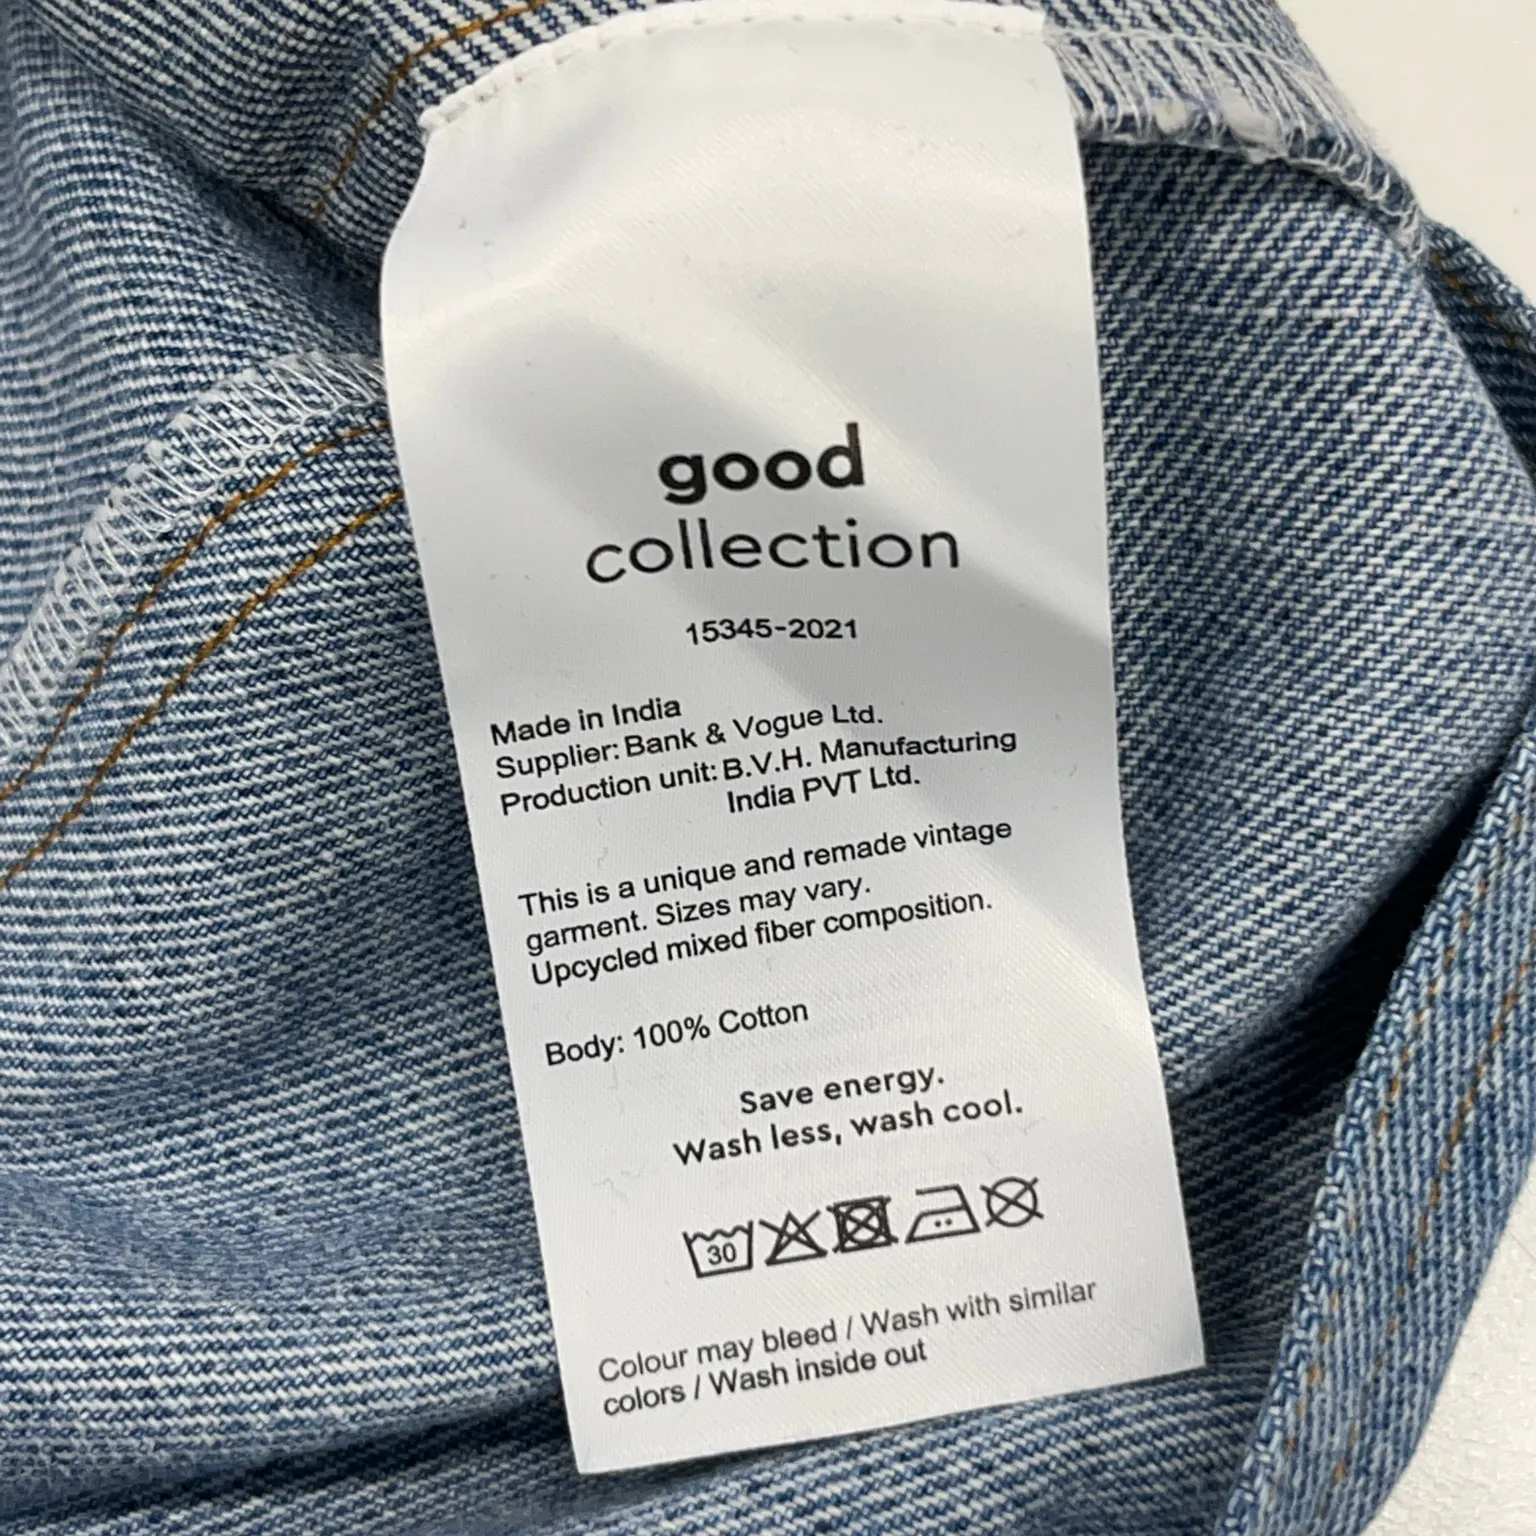 good
collection
15345-2021
Made in India
Supplier: Bank & Vogue Ltd.
Production unit: B.V.H. Manufacturing
India PVT Ltd.
This is a unique and remade vintage
garment. Sizes may vary.
Upcycled mixed fiber composition.
Body: 100% Cotton
Save energy.
Wash less, wash cool.
30
Colour may bleed / Wash with similar
colors / Wash inside out